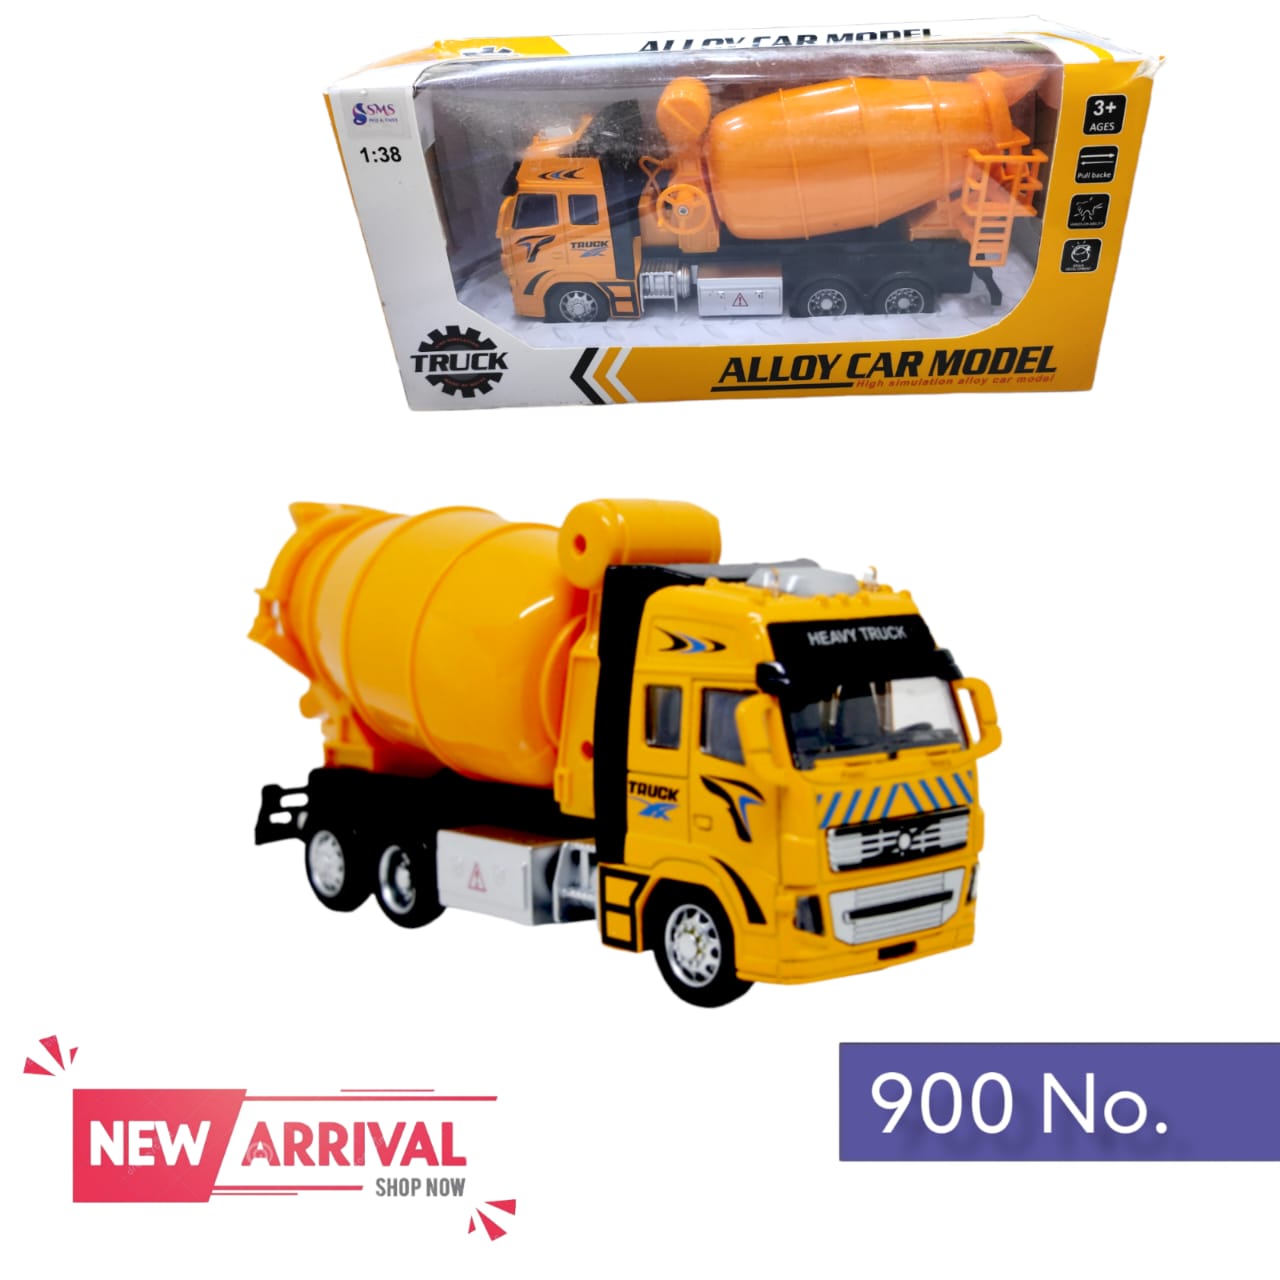 ALLOY CAR MODEL
SMS
1:38
3+
AGES
Pull backe
TRUCK
TRUCK
ALLOY CAR MODEL
High simulation alloy car model
HEAVY TRUCK
TRUCK
NEW ARRIVAL
SHOP NOW
900 No.